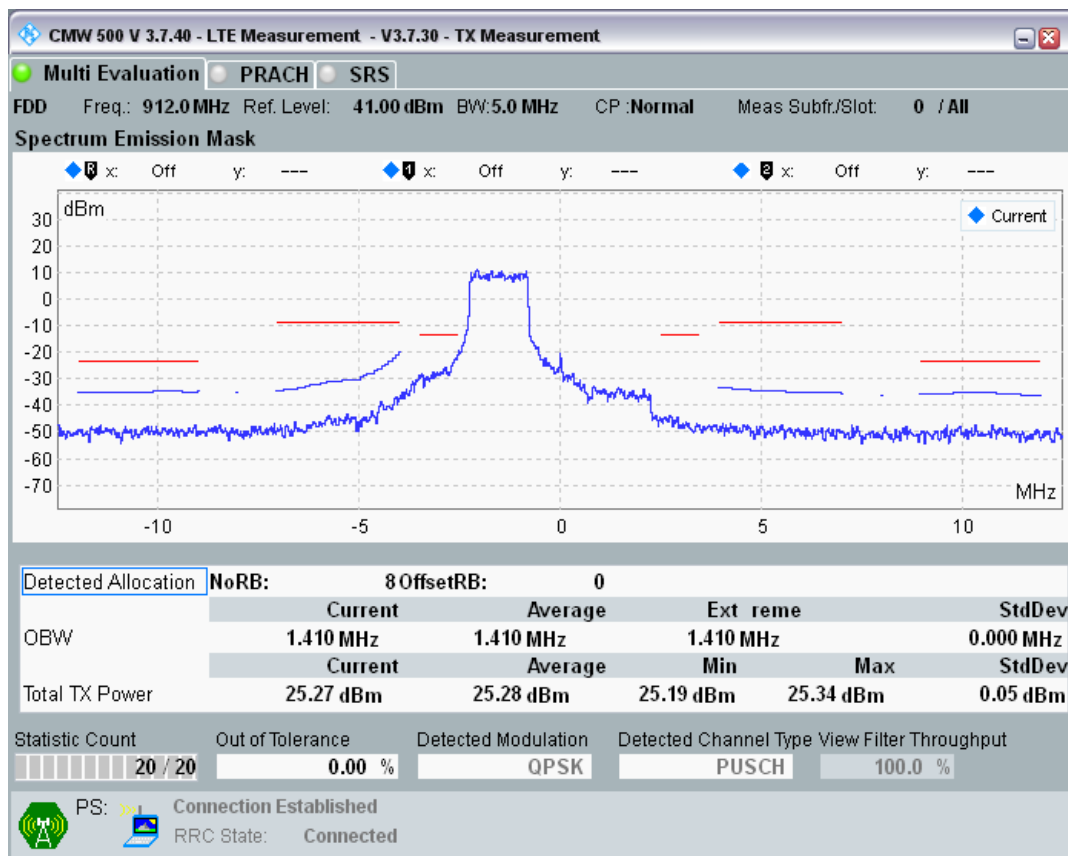 CMW 500 V 3.7.40 - LTE Measurement - V3.7.30 - TX Measurement
Multi Evaluation PRACH SRS
FDD Freq.: 912.0 MHz Ref. Level: 41.00 dBm BW: 5.0 MHz CP : Normal Meas Subfr./Slot: 0 / All
Spectrum Emission Mask
R x: Off y: --- 1 x: Off y: --- 2 x: Off y: ---
dBm
Current
30
20
10
0
-10
-20
-30
-40
-50
-60
-70
MHz
-10 -5 0 5 10
Detected Allocation NoRB: 8 OffsetRB: 0
Current Average Ext reme StdDev
OBW 1.410 MHz 1.410 MHz 1.410 MHz 0.000 MHz
Current Average Min Max StdDev
Total TX Power 25.27 dBm 25.28 dBm 25.19 dBm 25.34 dBm 0.05 dBm
Statistic Count Out of Tolerance Detected Modulation Detected Channel Type View Filter Throughput
20 / 20 0.00 % QPSK PUSCH 100.0 %
PS: Connection Established
RRC State: Connected